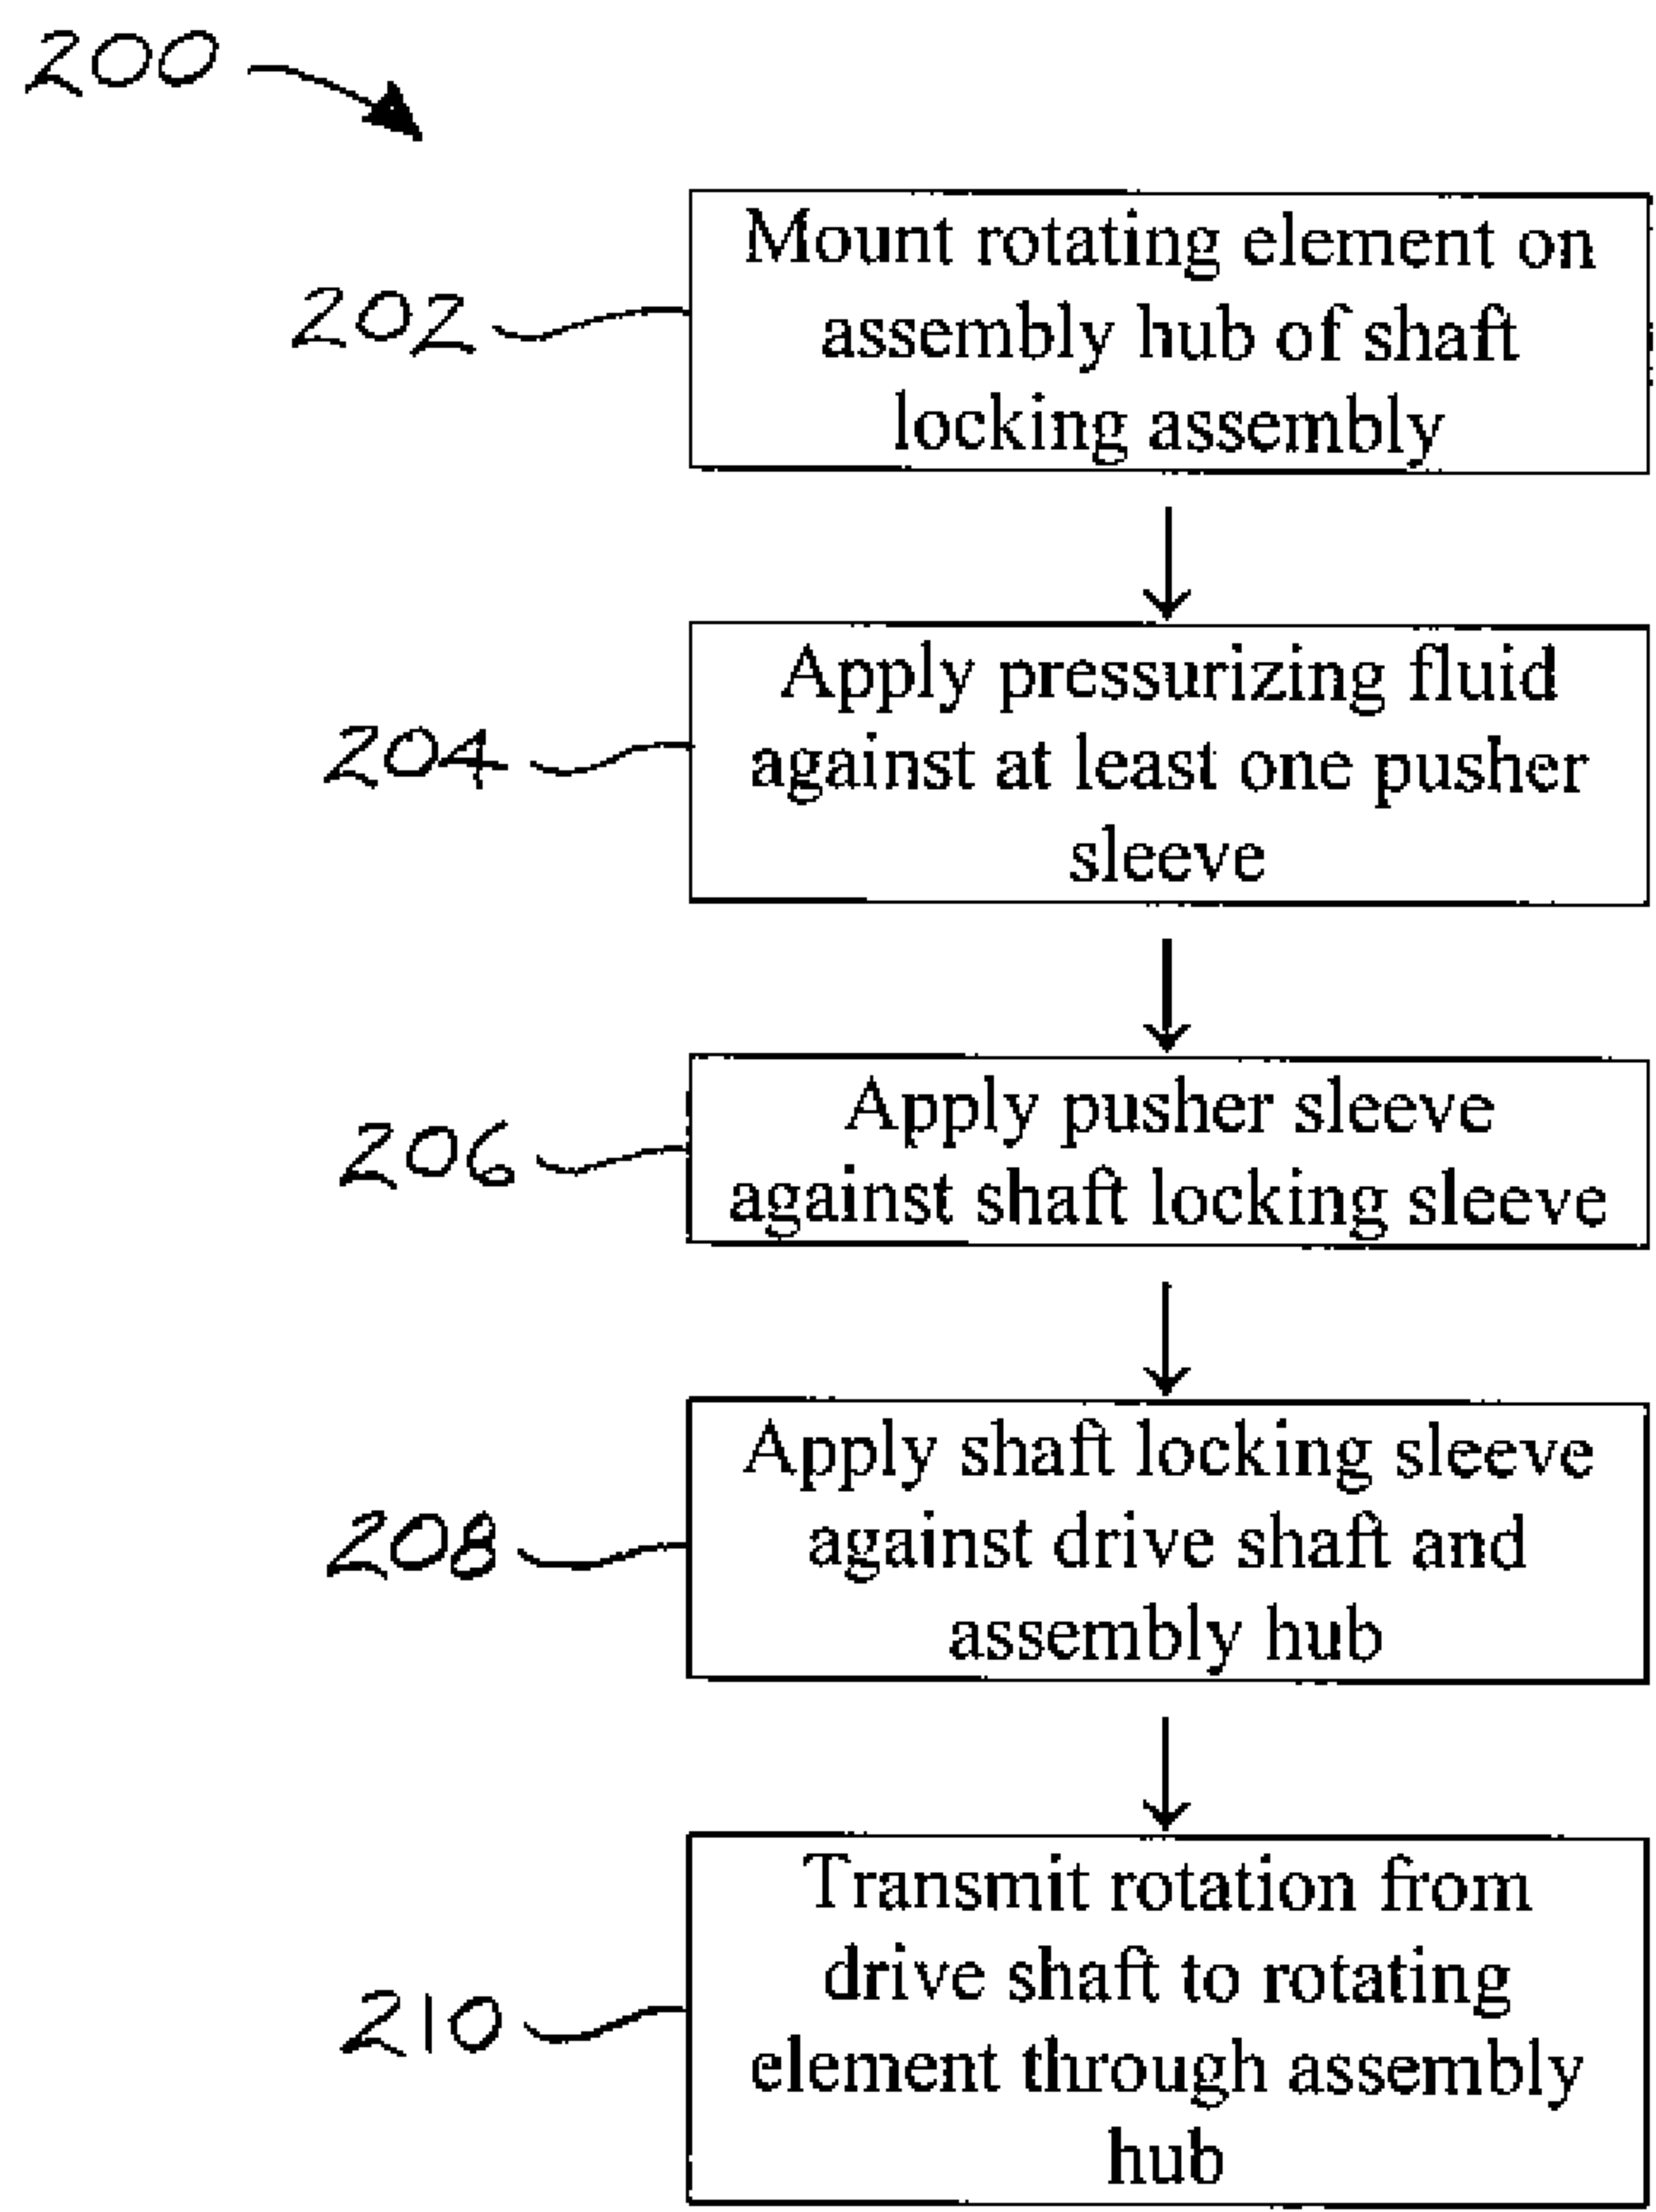 200
202
Mount rotating element on
assembly hub of shaft
locking assembly
204
Apply pressurizing fluid
against at least one pusher
sleeve
206
Apply pusher sleeve
against shaft locking sleeve
208
Apply shaft locking sleeve
against drive shaft and
assembly hub
210
Transmit rotation from
drive shaft to rotating
element through assembly
hub